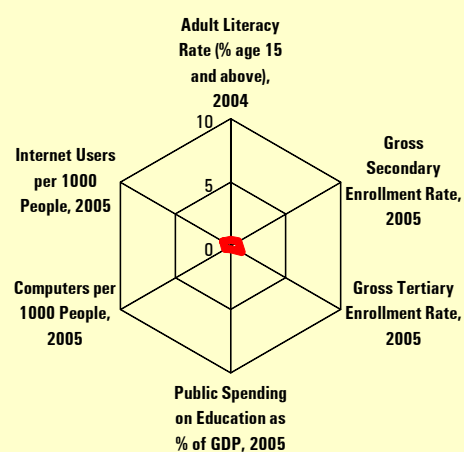 Adult Literacy
Rate (% age 15
and above),
2004
10
5
0
Gross
Secondary
Enrollment Rate,
2005
Gross Tertiary
Enrollment Rate,
2005
Public Spending
on Education as
% of GDP, 2005
Computers per
1000 People,
2005
Internet Users
per 1000
People, 2005